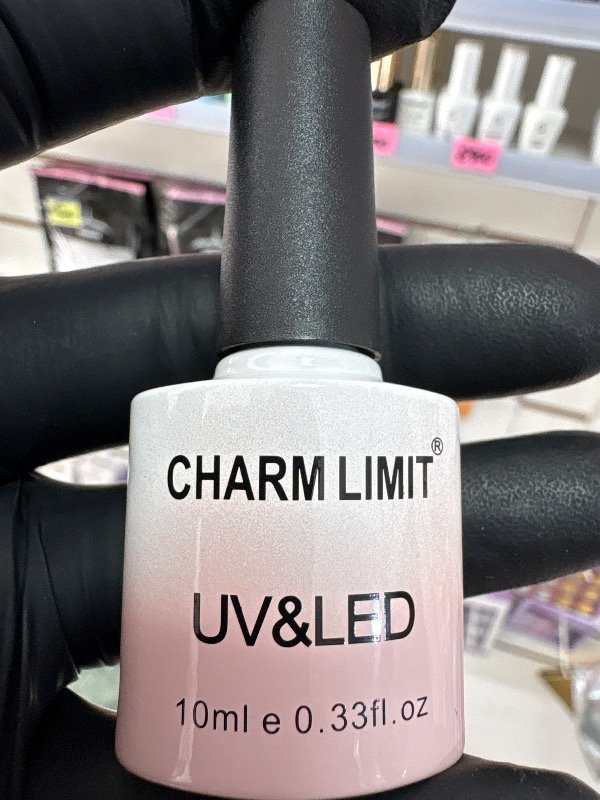 CHARM LIMIT®
UV&LED
10ml e 0.33fl.oz